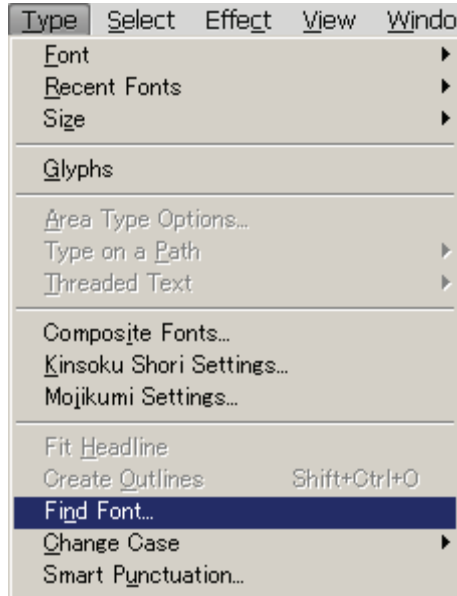 Type Select Effect View Windo
Font
Recent Fonts
Size
Glyphs
Area Type Options...
Type on a Path
Threaded Text
Composite Fonts...
Kinsoku Shori Settings...
Mojikumi Settings...
Fit Headline
Create Outlines Shift+Ctrl+O
Find Font...
Change Case
Smart Punctuation...